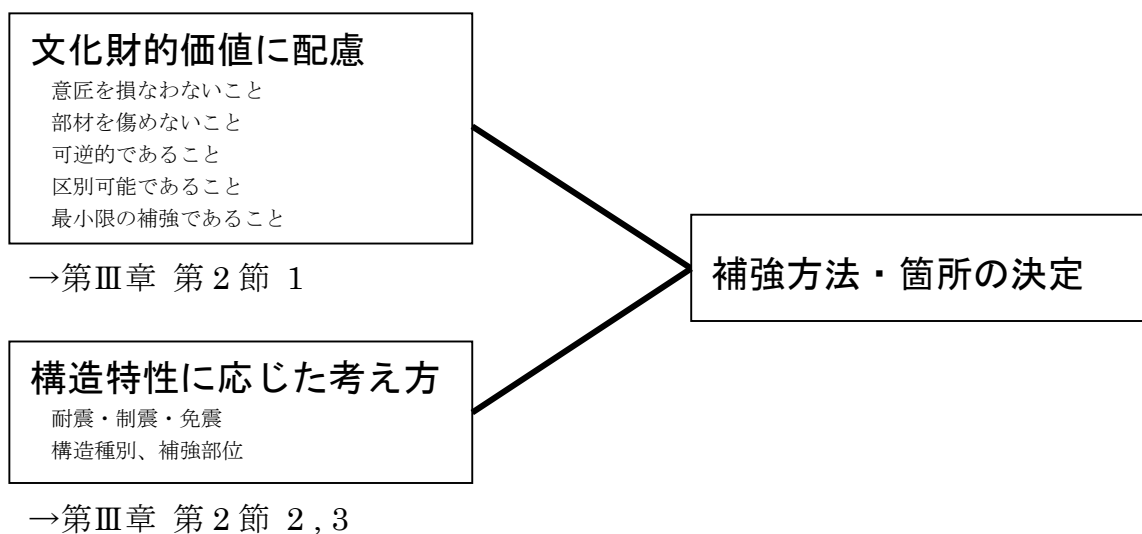 文化財的価値に配慮
意匠を損なわないこと
部材を傷めないこと
可逆的であること
区別可能であること
最小限の補強であること
→第Ⅲ章 第2節 1
構造特性に応じた考え方
耐震・制震・免震
構造種別、補強部位
→第Ⅲ章 第2節 2,3
補強方法・箇所の決定